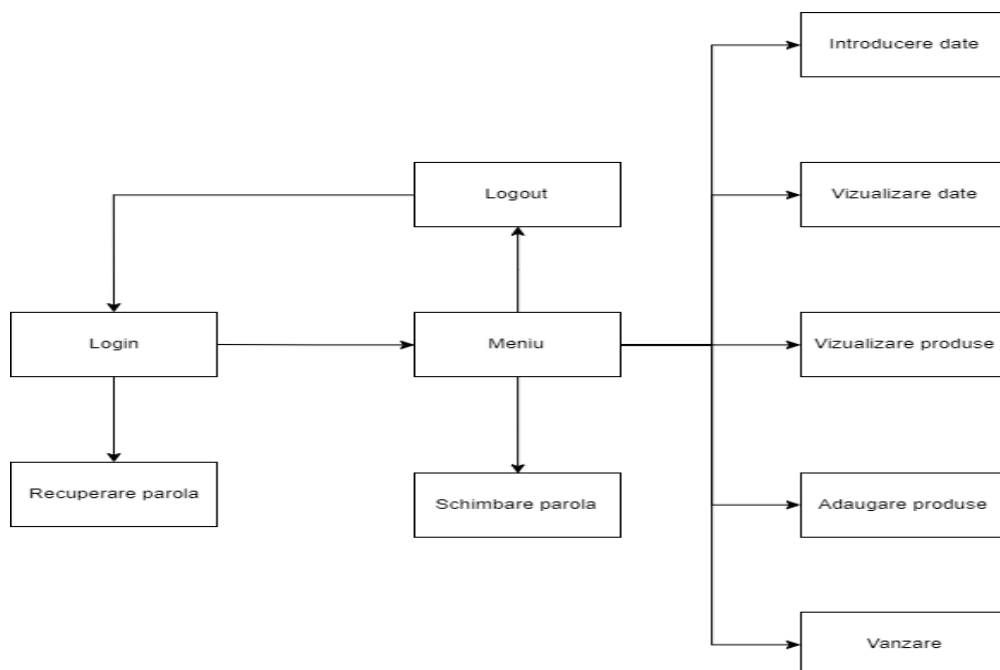 Introducere date
Logout
Vizualizare date
Login
Meniu
Vizualizare produse
Recuperare parola
Schimbare parola
Adaugare produse
Vanzare